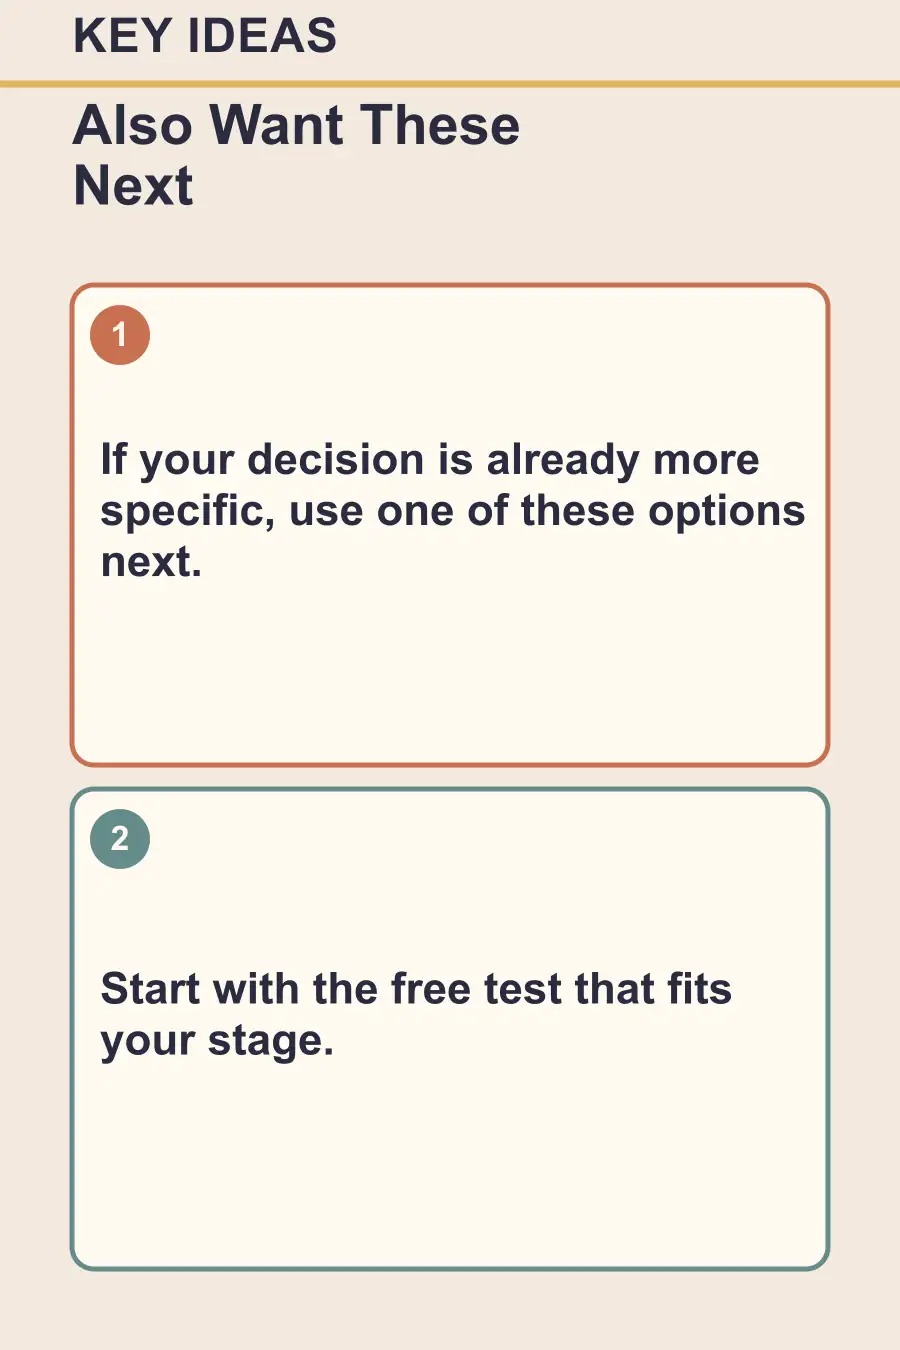 KEY IDEAS
Also Want These
Next
1
If your decision is already more
specific, use one of these options
next.
2
Start with the free test that fits
your stage.